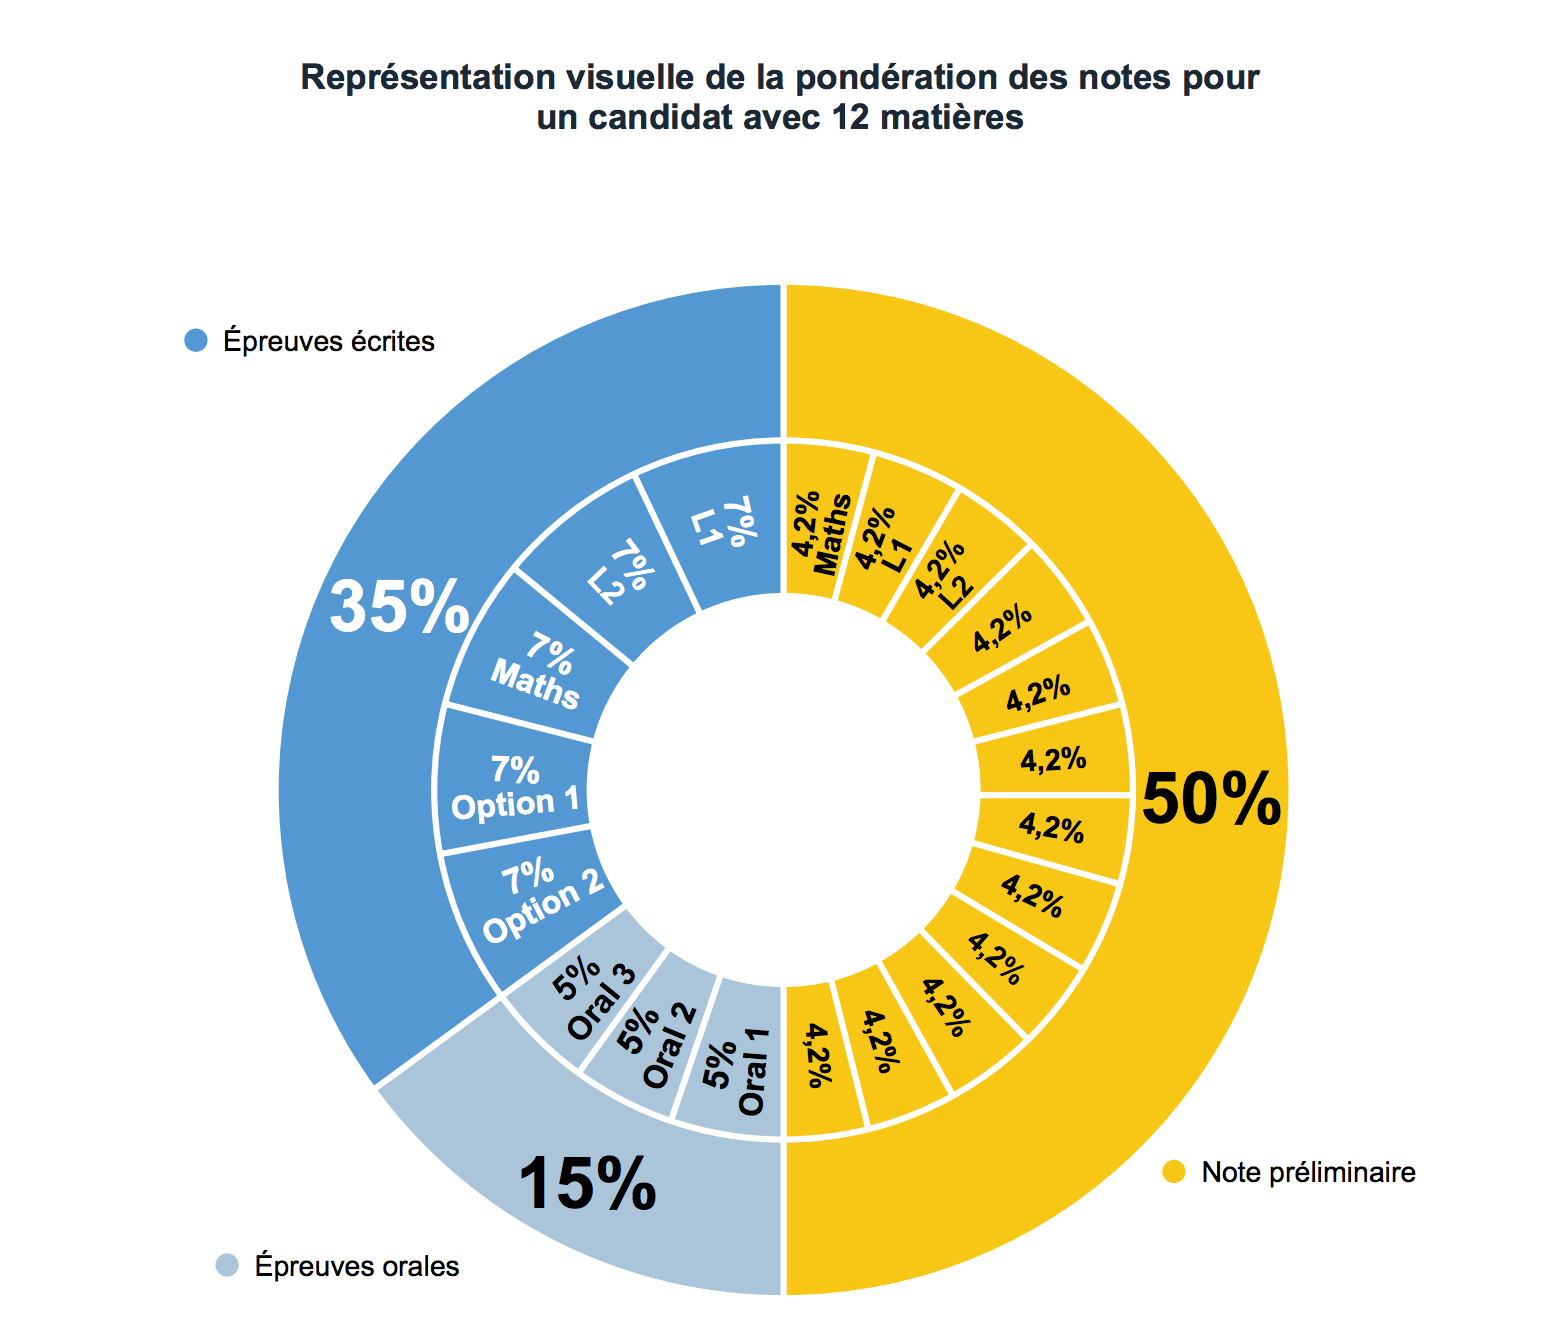 Représentation visuelle de la pondération des notes pour
un candidat avec 12 matières
Épreuves écrites
35%
7%
L1
7%
L2
7%
Maths
7%
Option 1
7%
Option 2
4,2%
Maths
4,2%
L1
4,2%
L2
4,2%
4,2%
4,2%
4,2%
4,2%
4,2%
4,2%
4,2%
4,2%
50%
5%
Oral 3
5%
Oral 2
5%
Oral 1
15%
Note préliminaire
Épreuves orales